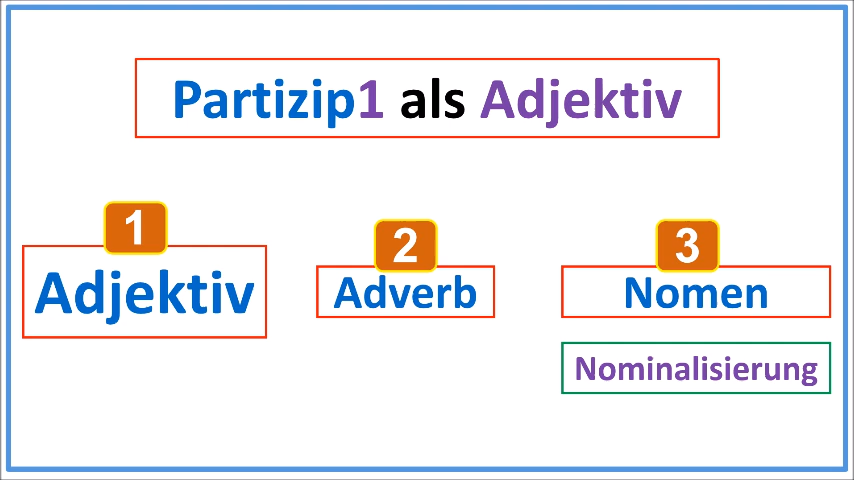 Partizip1 als Adjektiv
1
Adjektiv
2
Adverb
3
Nomen
Nominalisierung